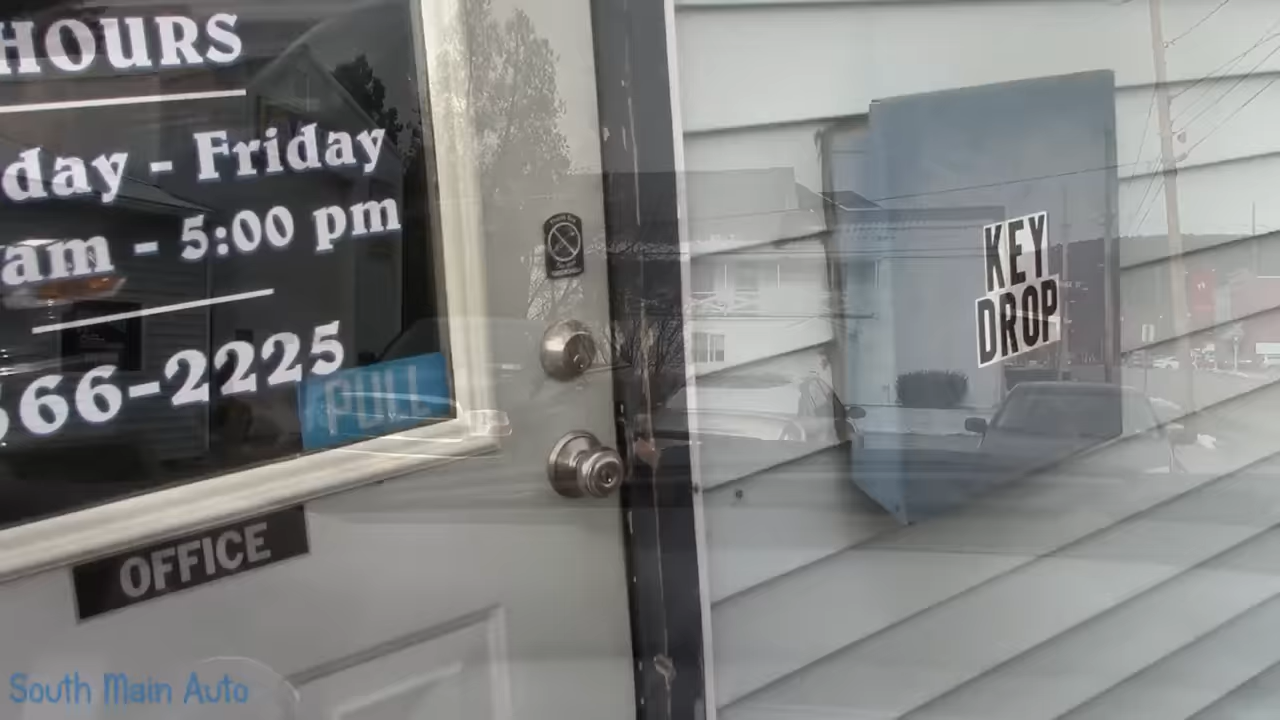 HOURS
day - Friday
am - 5:00 pm
66-2225
PULL
OFFICE
KEY
DROP
South Main Auto